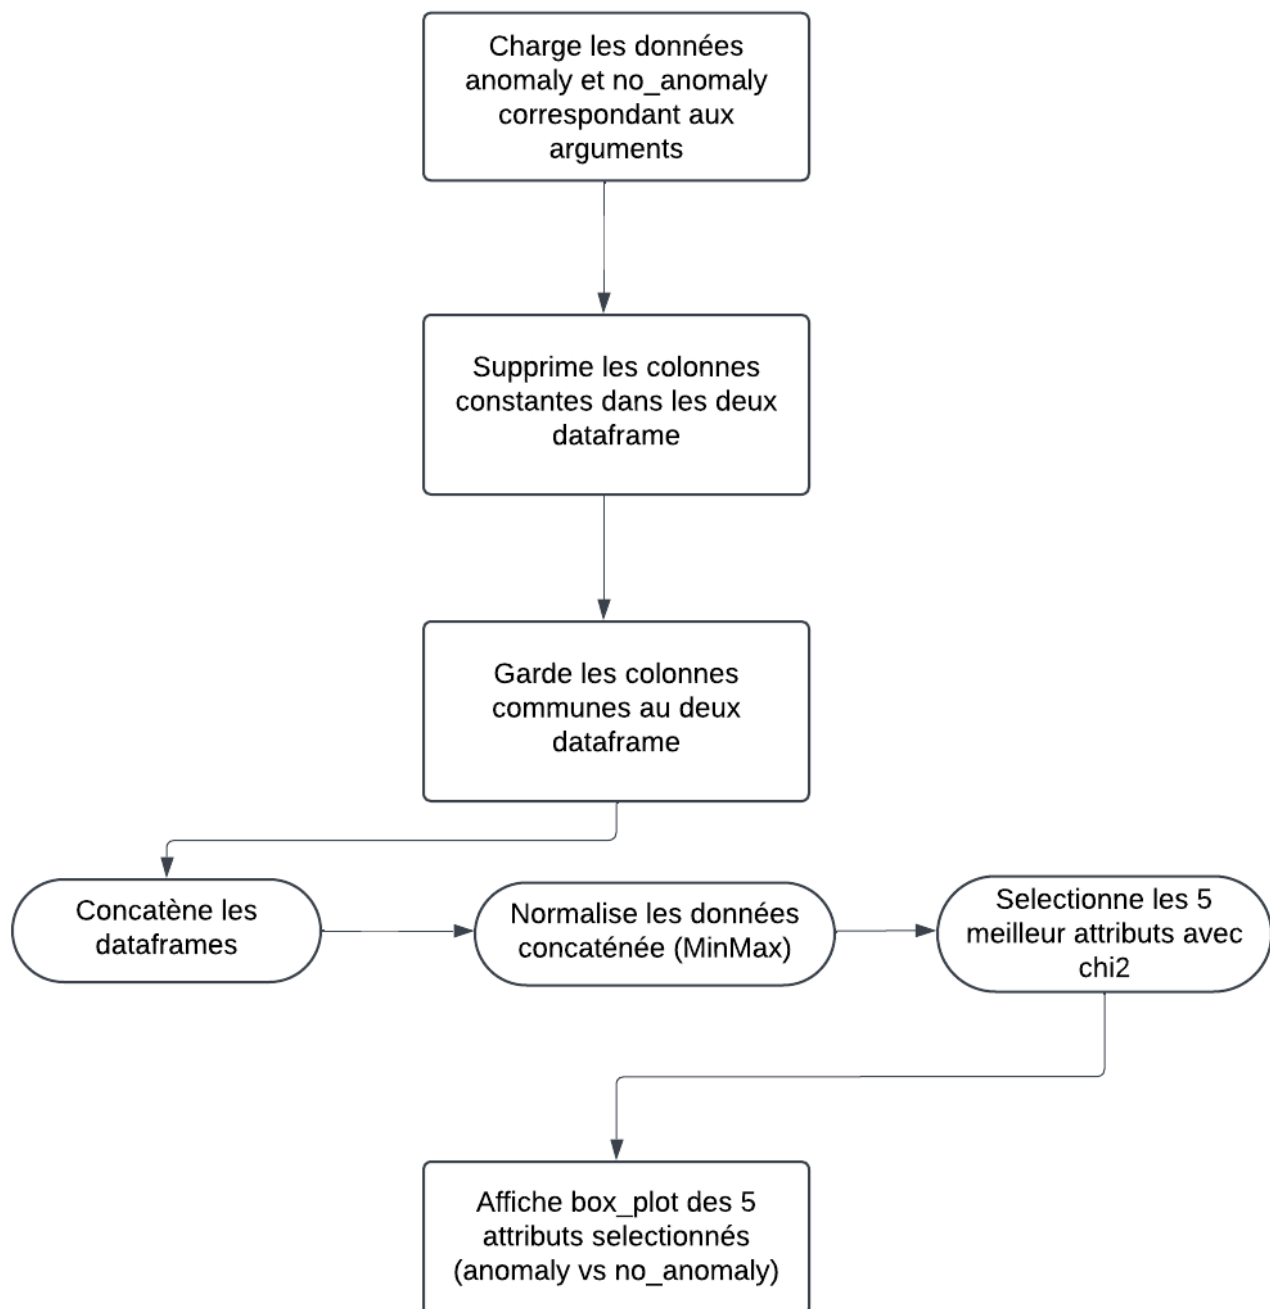 Charge les données
anomaly et no_anomaly
correspondant aux
arguments
Supprime les colonnes
constantes dans les deux
dataframe
Garde les colonnes
communes au deux
dataframe
Concatène les
dataframes
Normalise les données
concaténée (MinMax)
Selectionne les 5
meilleur attributs avec
chi2
Affiche box_plot des 5
attributs selectionnés
(anomaly vs no_anomaly)